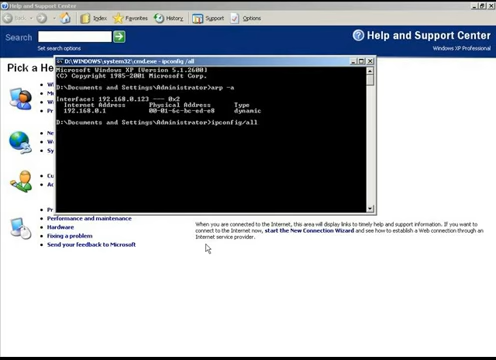 Help and Support Center
Back
Index
Favorites
History
Support
Options
Search
Set search options
Help and Support Center
Windows XP Professional
Pick a He
D:\WINDOWS\system32\cmd.exe - ipconfig /all
Microsoft Windows XP [Version 5.1.2600]
(C) Copyright 1985-2001 Microsoft Corp.
D:\Documents and Settings\Administrator>arp -a
Interface: 192.168.0.123 --- 0x2
Internet Address Physical Address Type
192.168.0.1 dynamic
D:\Documents and Settings\Administrator>ipconfig/all
Performance and maintenance
Hardware
Fixing a problem
Send your feedback to Microsoft
When you are connected to the Internet, this area will display links to timely help and support information. If you want to
connect to the Internet now, start the New Connection Wizard and see how to establish a Web connection through an
Internet service provider.